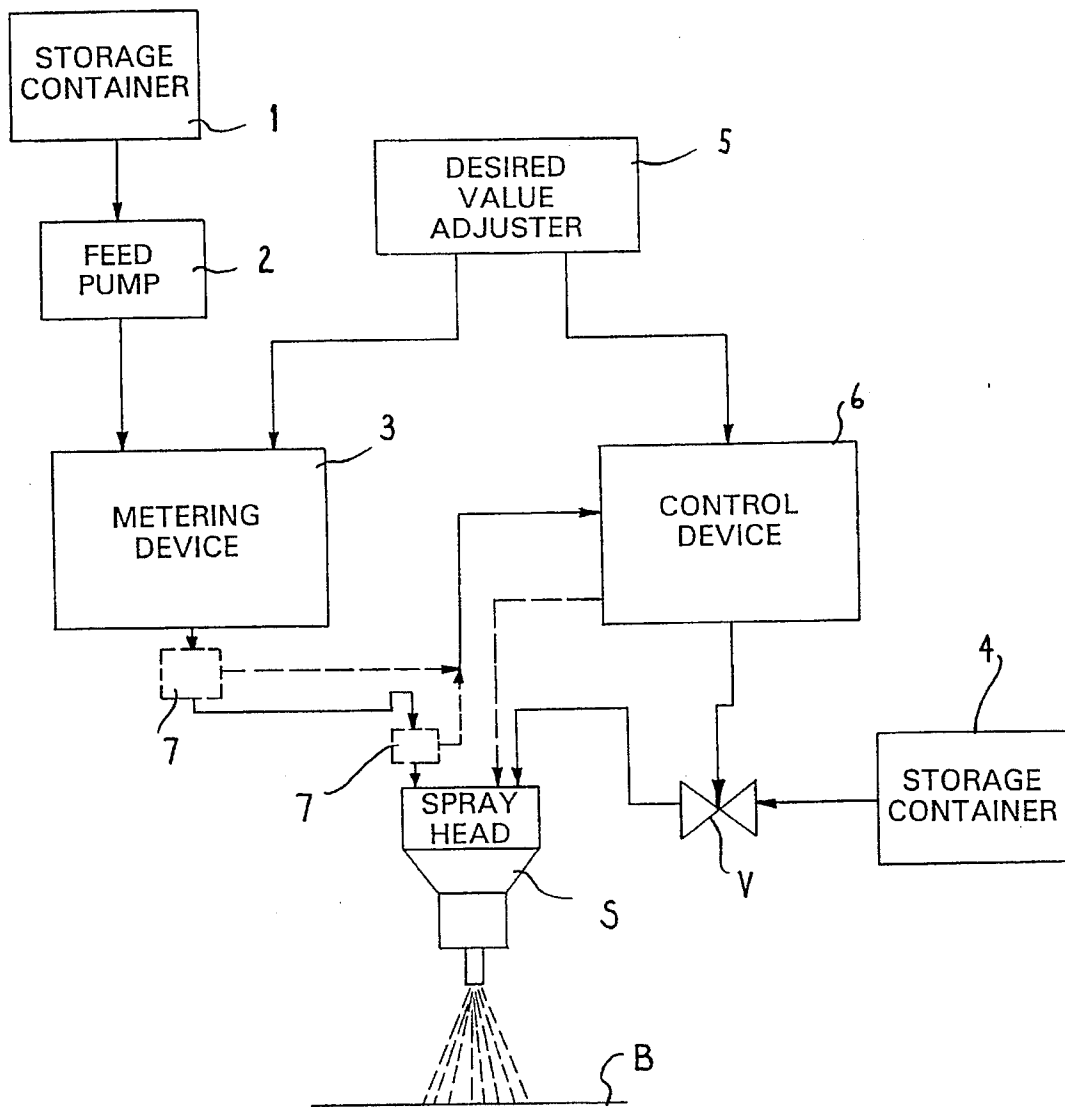 STORAGE
CONTAINER
1
5
DESIRED
VALUE
ADJUSTER
FEED
PUMP
2
6
3
METERING
DEVICE
CONTROL
DEVICE
4
7
7
SPRAY
HEAD
STORAGE
CONTAINER
V
S
B